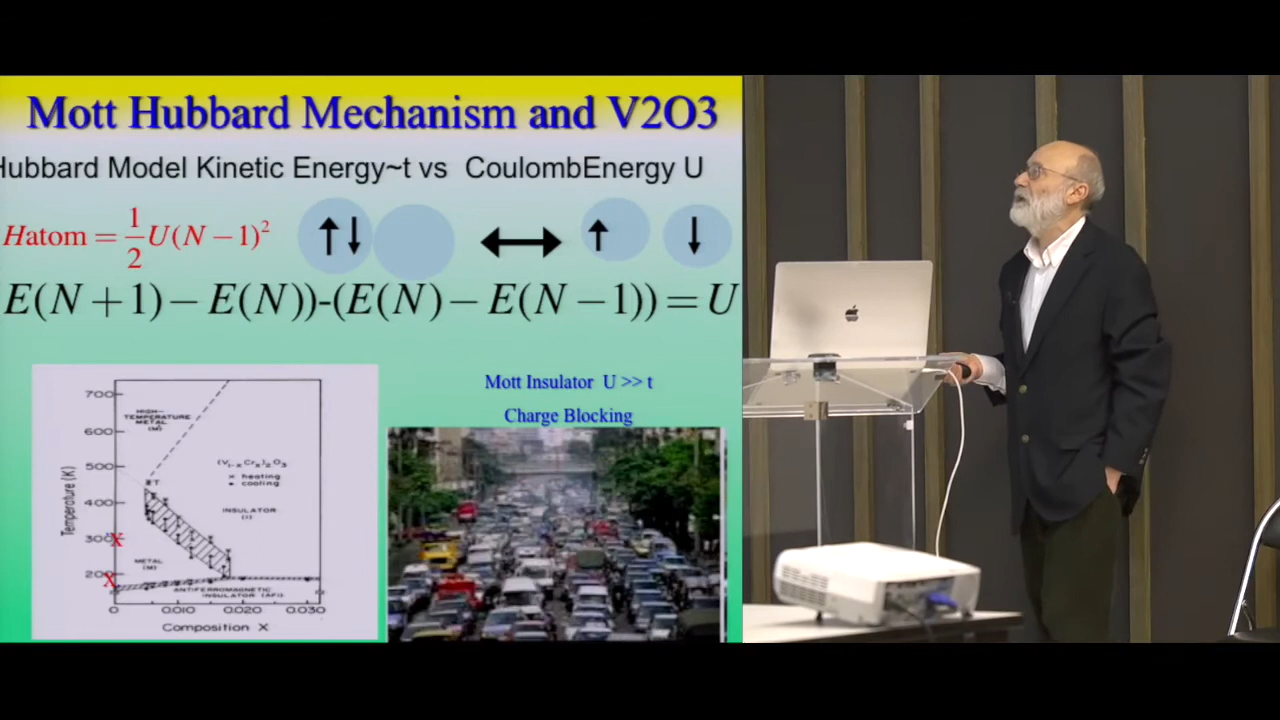 Mott Hubbard Mechanism and V2O3
Hubbard Model Kinetic Energy~t vs CoulombEnergy U
Hatom = 1/2 U(N − 1)²
E(N + 1) − E(N))-(E(N) − E(N − 1)) = U
Mott Insulator U >> t
Charge Blocking
700
600
500
400
300
200
Temperature (K)
HIGH-
TEMPERATURE
METAL
(M)
(V1-xCrx)2O3
× heating
• cooling
INSULATOR
(I)
X
METAL
(M)
X
ANTIFERROMAGNETIC
INSULATOR (AFI)
0
0.010
0.020
0.030
Composition X